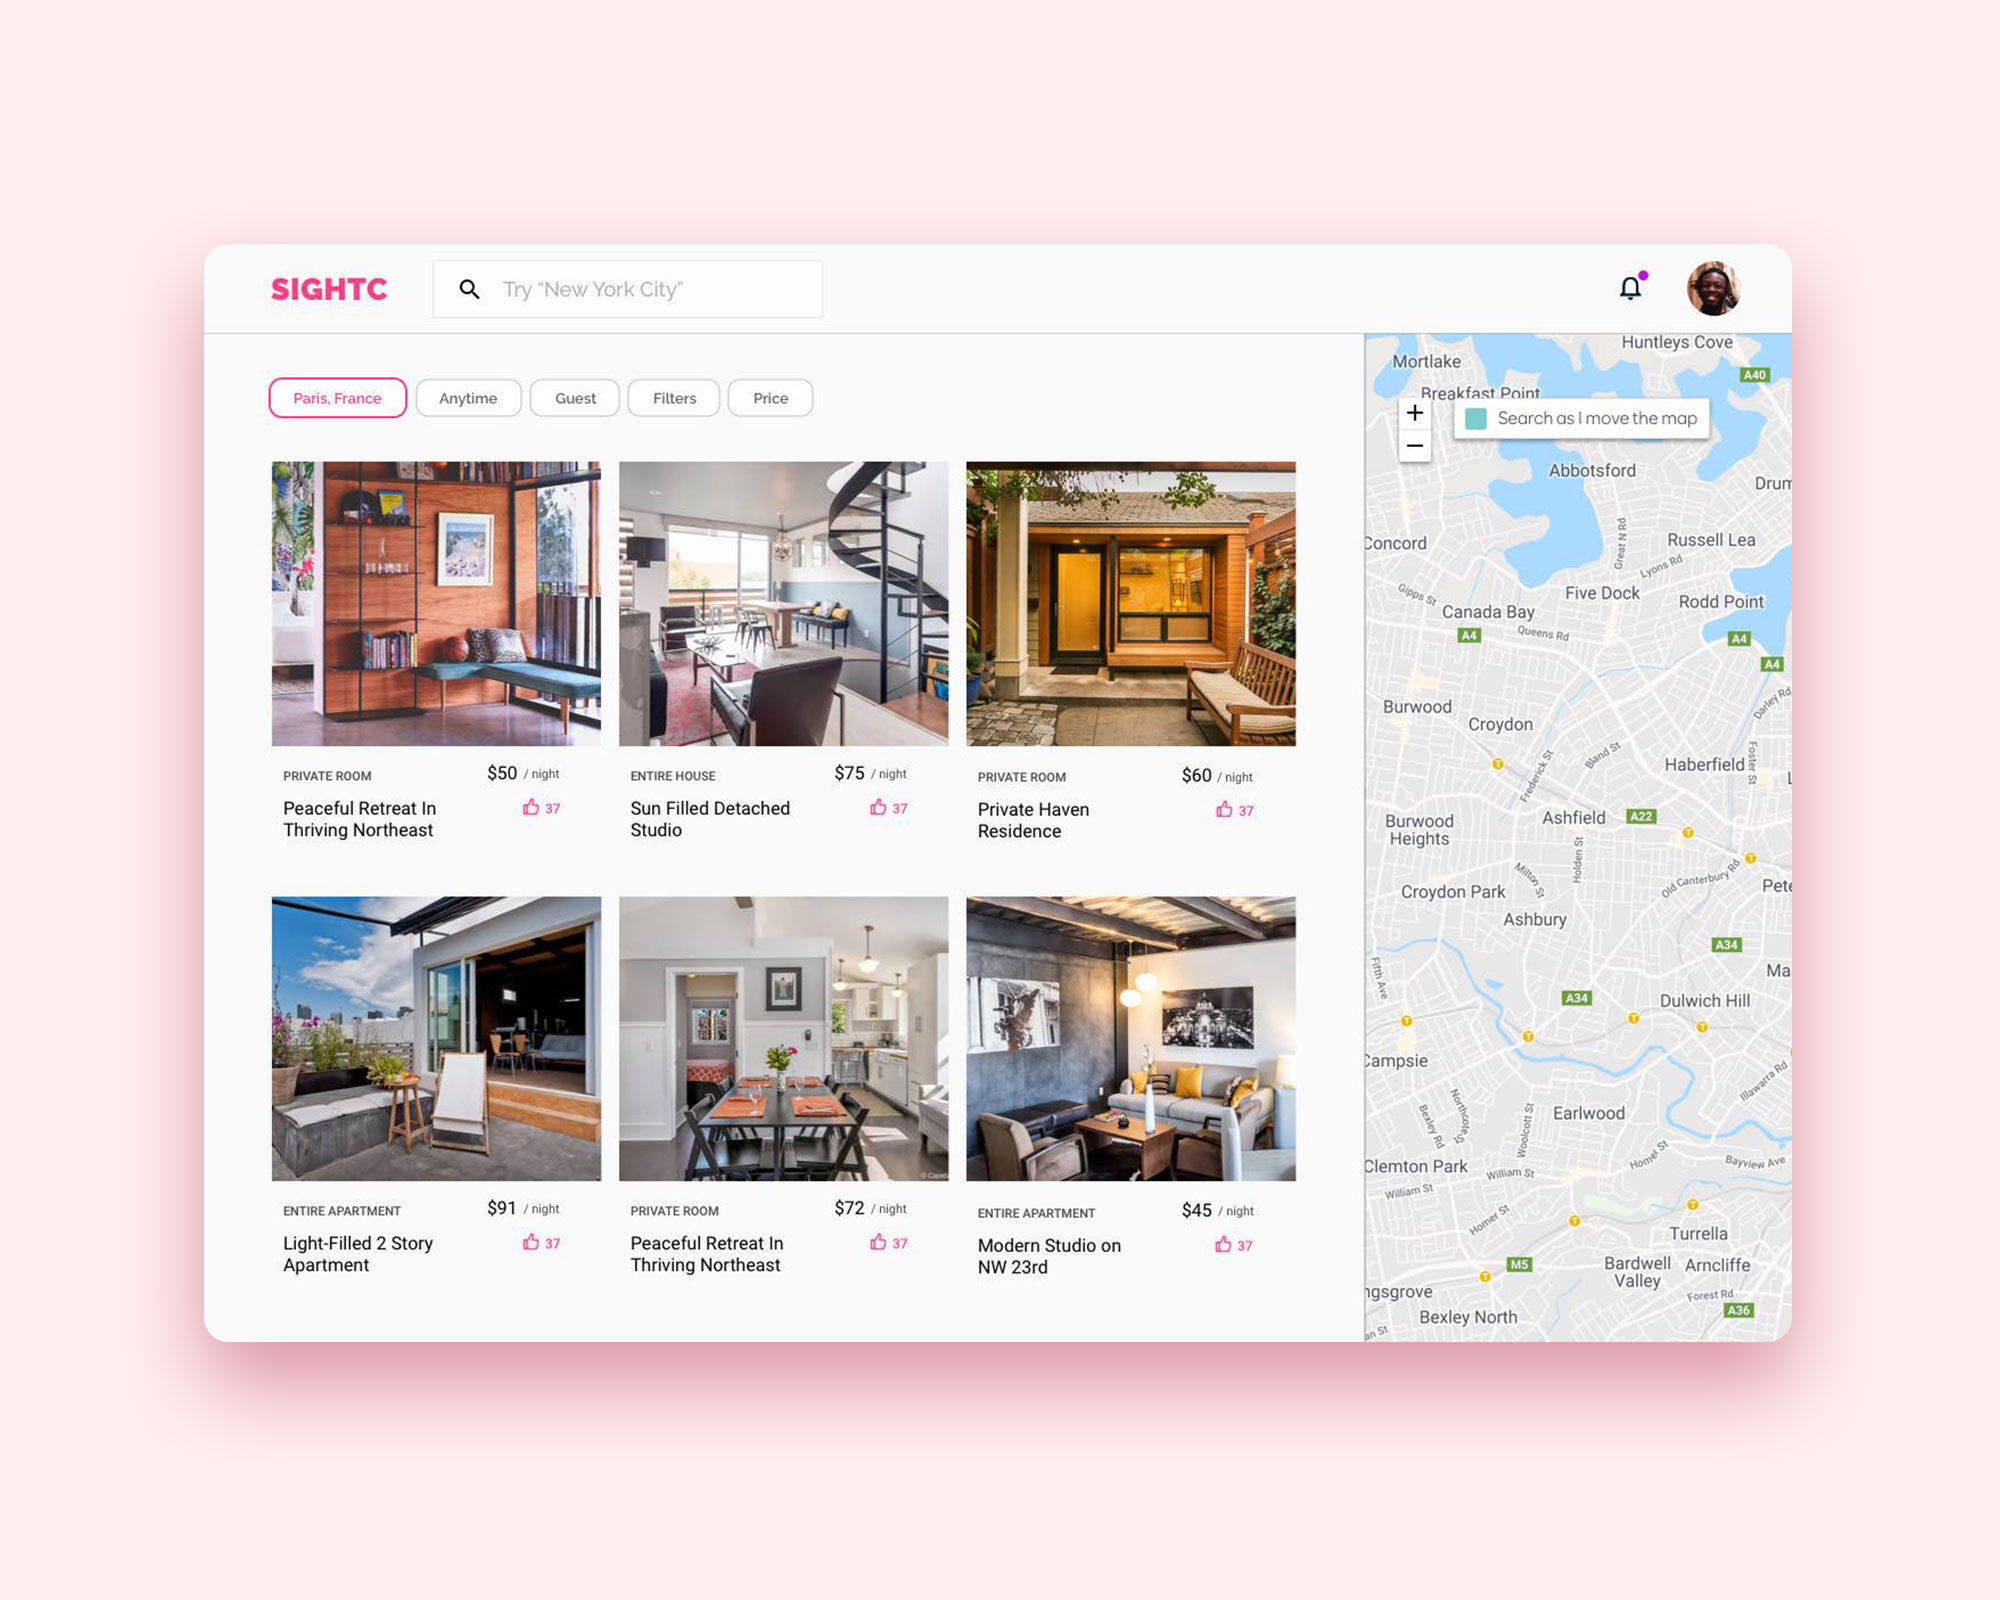 SIGHTC
Try “New York City”
Paris, France
Anytime
Guest
Filters
Price
PRIVATE ROOM
$50 / night
Peaceful Retreat In
Thriving Northeast
37
ENTIRE HOUSE
$75 / night
Sun Filled Detached
Studio
37
PRIVATE ROOM
$60 / night
Private Haven
Residence
37
ENTIRE APARTMENT
$91 / night
Light-Filled 2 Story
Apartment
37
PRIVATE ROOM
$72 / night
Peaceful Retreat In
Thriving Northeast
37
ENTIRE APARTMENT
$45 / night
Modern Studio on
NW 23rd
37
Huntleys Cove
Mortlake
A40
Breakfast Point
+
Search as I move the map
−
Abbotsford
Drum
Great N Rd
Russell Lea
Concord
Lyons Rd
Five Dock
Gipps St
Rodd Point
Canada Bay
A4
Queens Rd
A4
A4
Darley Rd
Burwood
Croydon
Bland St
Foster St
Haberfield
T
Frederick St
Ashfield
A22
Burwood
Heights
T
Holden St
T
Milton St
Old Canterbury Rd
Croydon Park
Pete
Ashbury
A34
Fifth Ave
Ma
A34
Dulwich Hill
T
T
T
T
Campsie
Illawarra Rd
Bexley Rd
Northcote St
Woolcott St
Earlwood
Homer St
Bayview Ave
Clemton Park
William St
William St
T
Homer St
T
Turrella
M5
Bardwell
Valley
Arncliffe
T
ngsgrove
Forest Rd
A36
Bexley North
an St